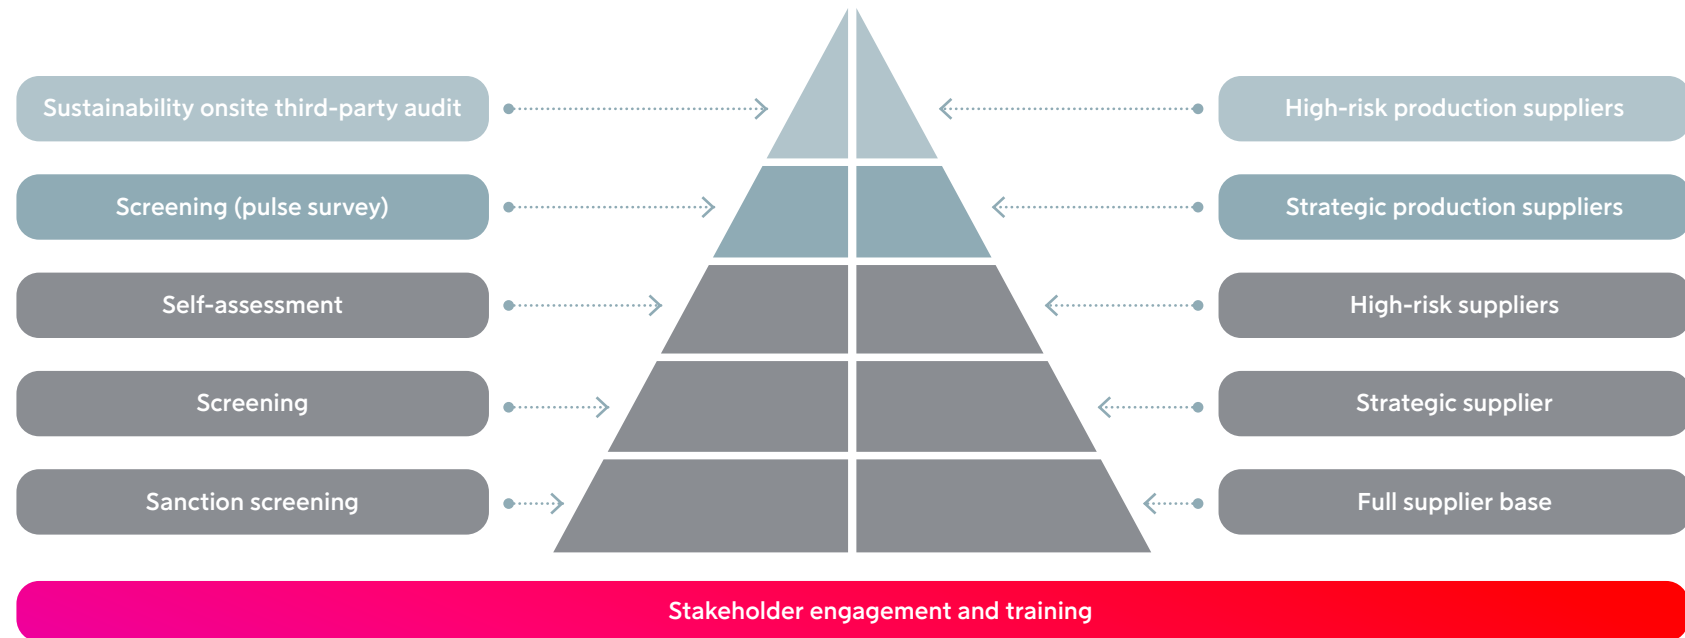 Sustainability onsite third-party audit
High-risk production suppliers
Screening (pulse survey)
Strategic production suppliers
Self-assessment
High-risk suppliers
Screening
Strategic supplier
Sanction screening
Full supplier base
Stakeholder engagement and training